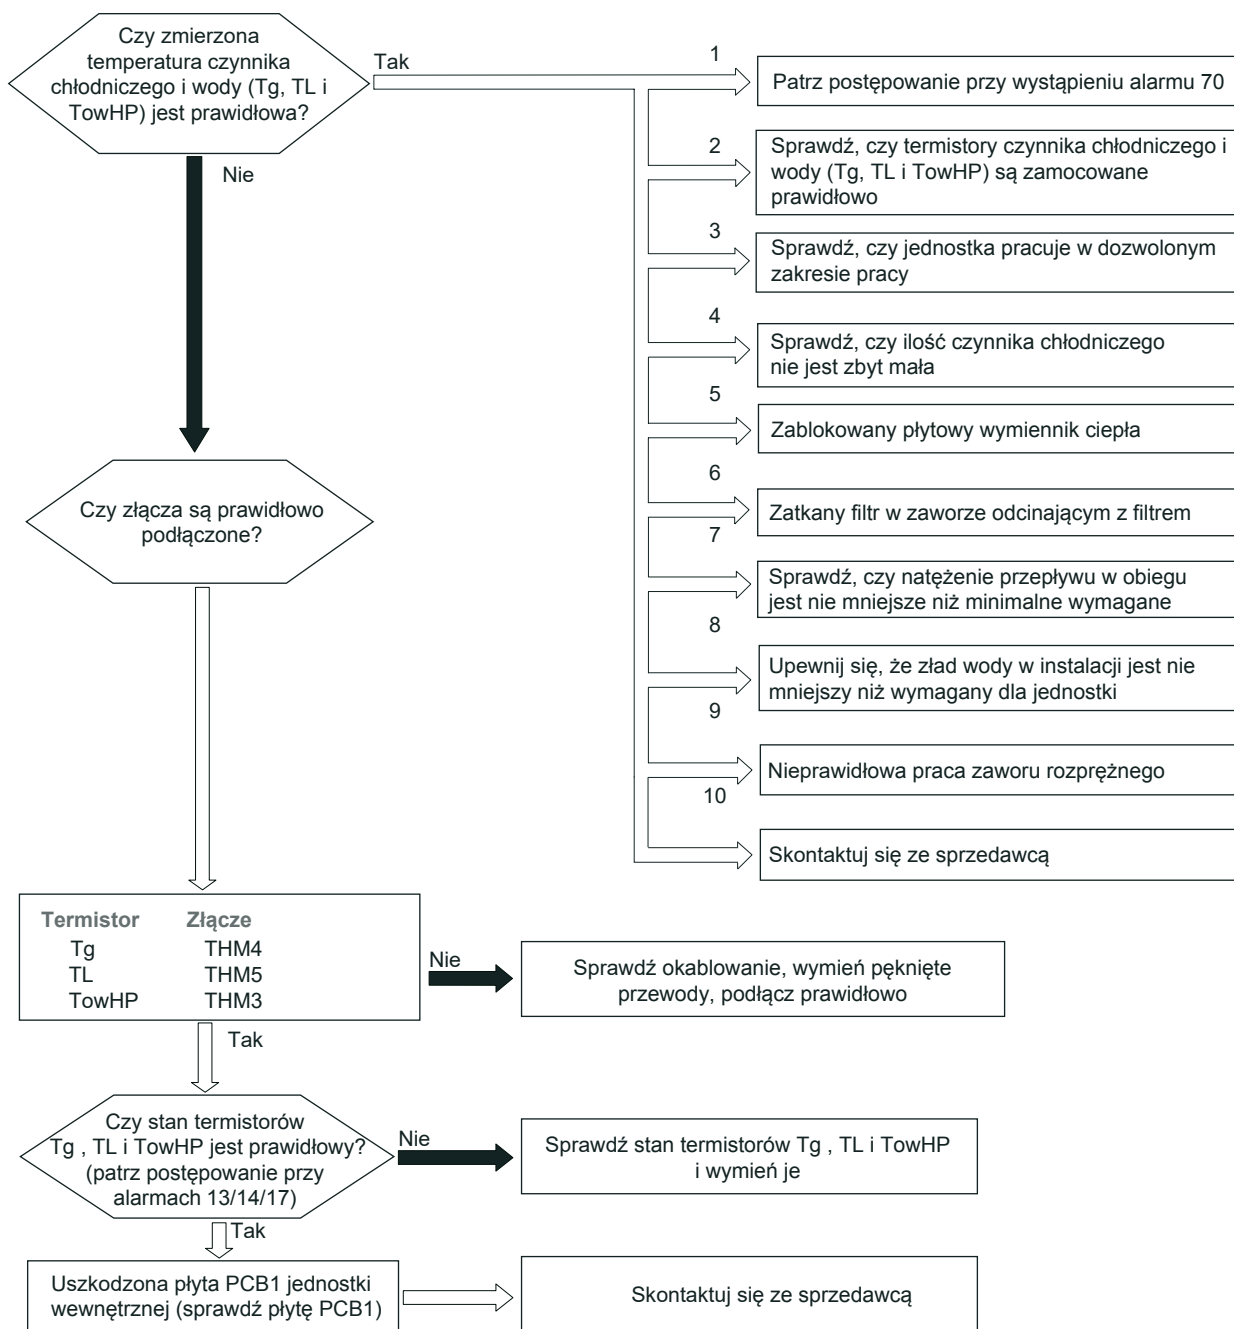 Czy zmierzona
temperatura czynnika
chłodniczego i wody (Tg, TL i
TowHP) jest prawidłowa?
Tak
Nie
1
Patrz postępowanie przy wystąpieniu alarmu 70
2
Sprawdź, czy termistory czynnika chłodniczego i
wody (Tg, TL i TowHP) są zamocowane
prawidłowo
3
Sprawdź, czy jednostka pracuje w dozwolonym
zakresie pracy
4
Sprawdź, czy ilość czynnika chłodniczego
nie jest zbyt mała
5
Zablokowany płytowy wymiennik ciepła
6
Zatkany filtr w zaworze odcinającym z filtrem
7
Sprawdź, czy natężenie przepływu w obiegu
jest nie mniejsze niż minimalne wymagane
8
Upewnij się, że zład wody w instalacji jest nie
mniejszy niż wymagany dla jednostki
9
Nieprawidłowa praca zaworu rozprężnego
10
Skontaktuj się ze sprzedawcą
Czy złącza są prawidłowo
podłączone?
Termistor Złącze
Tg THM4
TL THM5
TowHP THM3
Nie
Sprawdź okablowanie, wymień pęknięte
przewody, podłącz prawidłowo
Tak
Czy stan termistorów
Tg , TL i TowHP jest prawidłowy?
(patrz postępowanie przy
alarmach 13/14/17)
Nie
Sprawdź stan termistorów Tg , TL i TowHP
i wymień je
Tak
Uszkodzona płyta PCB1 jednostki
wewnętrznej (sprawdź płytę PCB1)
Skontaktuj się ze sprzedawcą